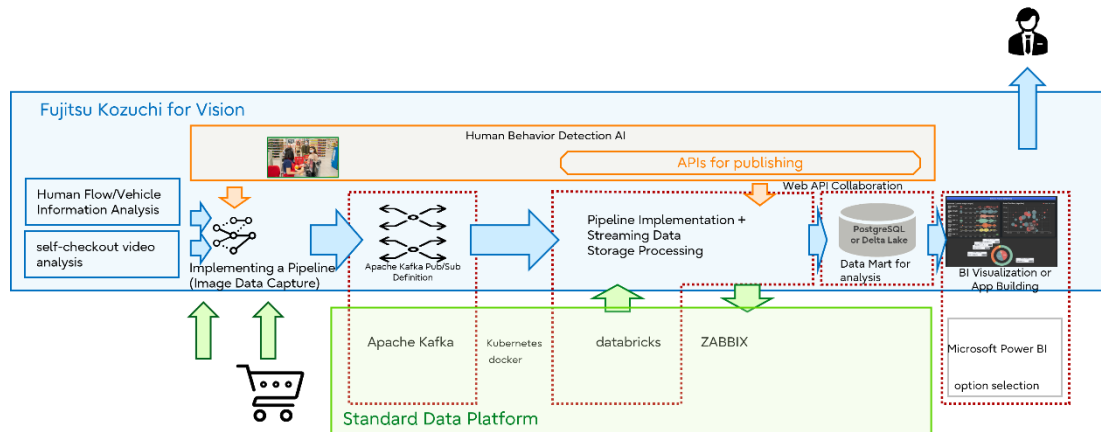 Fujitsu Kozuchi for Vision
Human Behavior Detection AI
APIs for publishing
Web API Collaboration
Human Flow/Vehicle
Information Analysis
self-checkout video
analysis
Implementing a Pipeline
(Image Data Capture)
Apache Kafka Pub/Sub
Definition
Pipeline Implementation +
Streaming Data
Storage Processing
PostgreSQL
or Delta Lake
Data Mart for
analysis
BI Visualization or
App Building
Apache Kafka
Kubernetes
docker
databricks
ZABBIX
Microsoft Power BI
option selection
Standard Data Platform